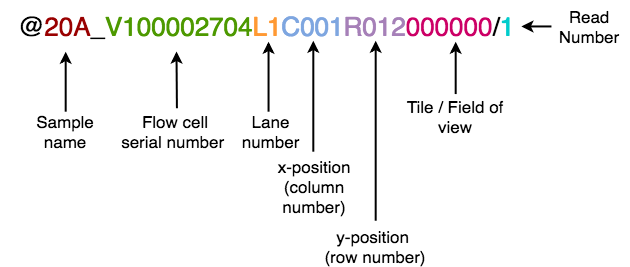 @20A_V100002704L1C001R012000000/1
Read
Number
Sample
name
Flow cell
serial number
Lane
number
Tile / Field of
view
x-position
(column
number)
y-position
(row number)